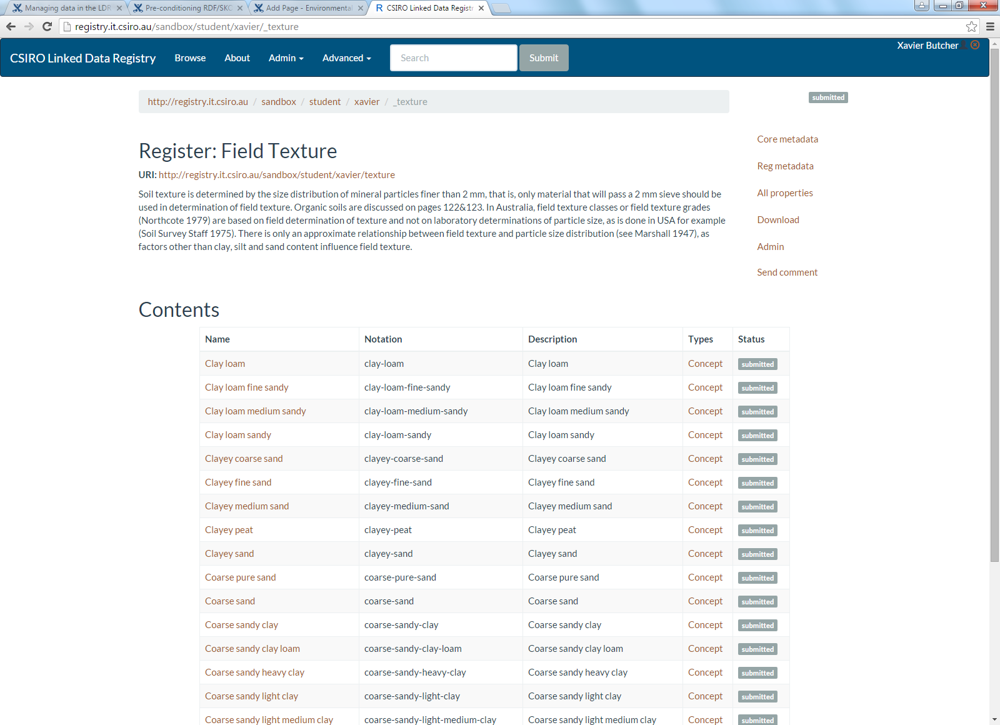 Managing data in the LDR
Pre-conditioning RDF/SKO
Add Page - Environmental
R CSIRO Linked Data Registr
registry.it.csiro.au/sandbox/student/xavier/_texture
Xavier Butcher
CSIRO Linked Data Registry Browse About Admin Advanced Search Submit
http://registry.it.csiro.au / sandbox / student / xavier / _texture
submitted
Register: Field Texture
URI: http://registry.it.csiro.au/sandbox/student/xavier/texture
Soil texture is determined by the size distribution of mineral particles finer than 2 mm, that is, only material that will pass a 2 mm sieve should be
used in determination of field texture. Organic soils are discussed on pages 122&123. In Australia, field texture classes or field texture grades
(Northcote 1979) are based on field determination of texture and not on laboratory determinations of particle size, as is done in USA for example
(Soil Survey Staff 1975). There is only an approximate relationship between field texture and particle size distribution (see Marshall 1947), as
factors other than clay, silt and sand content influence field texture.
Core metadata
Reg metadata
All properties
Download
Admin
Send comment
Contents
Name Notation Description Types Status
Clay loam clay-loam Clay loam Concept submitted
Clay loam fine sandy clay-loam-fine-sandy Clay loam fine sandy Concept submitted
Clay loam medium sandy clay-loam-medium-sandy Clay loam medium sandy Concept submitted
Clay loam sandy clay-loam-sandy Clay loam sandy Concept submitted
Clayey coarse sand clayey-coarse-sand Clayey coarse sand Concept submitted
Clayey fine sand clayey-fine-sand Clayey fine sand Concept submitted
Clayey medium sand clayey-medium-sand Clayey medium sand Concept submitted
Clayey peat clayey-peat Clayey peat Concept submitted
Clayey sand clayey-sand Clayey sand Concept submitted
Coarse pure sand coarse-pure-sand Coarse pure sand Concept submitted
Coarse sand coarse-sand Coarse sand Concept submitted
Coarse sandy clay coarse-sandy-clay Coarse sandy clay Concept submitted
Coarse sandy clay loam coarse-sandy-clay-loam Coarse sandy clay loam Concept submitted
Coarse sandy heavy clay coarse-sandy-heavy-clay Coarse sandy heavy clay Concept submitted
Coarse sandy light clay coarse-sandy-light-clay Coarse sandy light clay Concept submitted
Coarse sandy light medium clay coarse-sandy-light-medium-clay Coarse sandy light medium clay Concept submitted